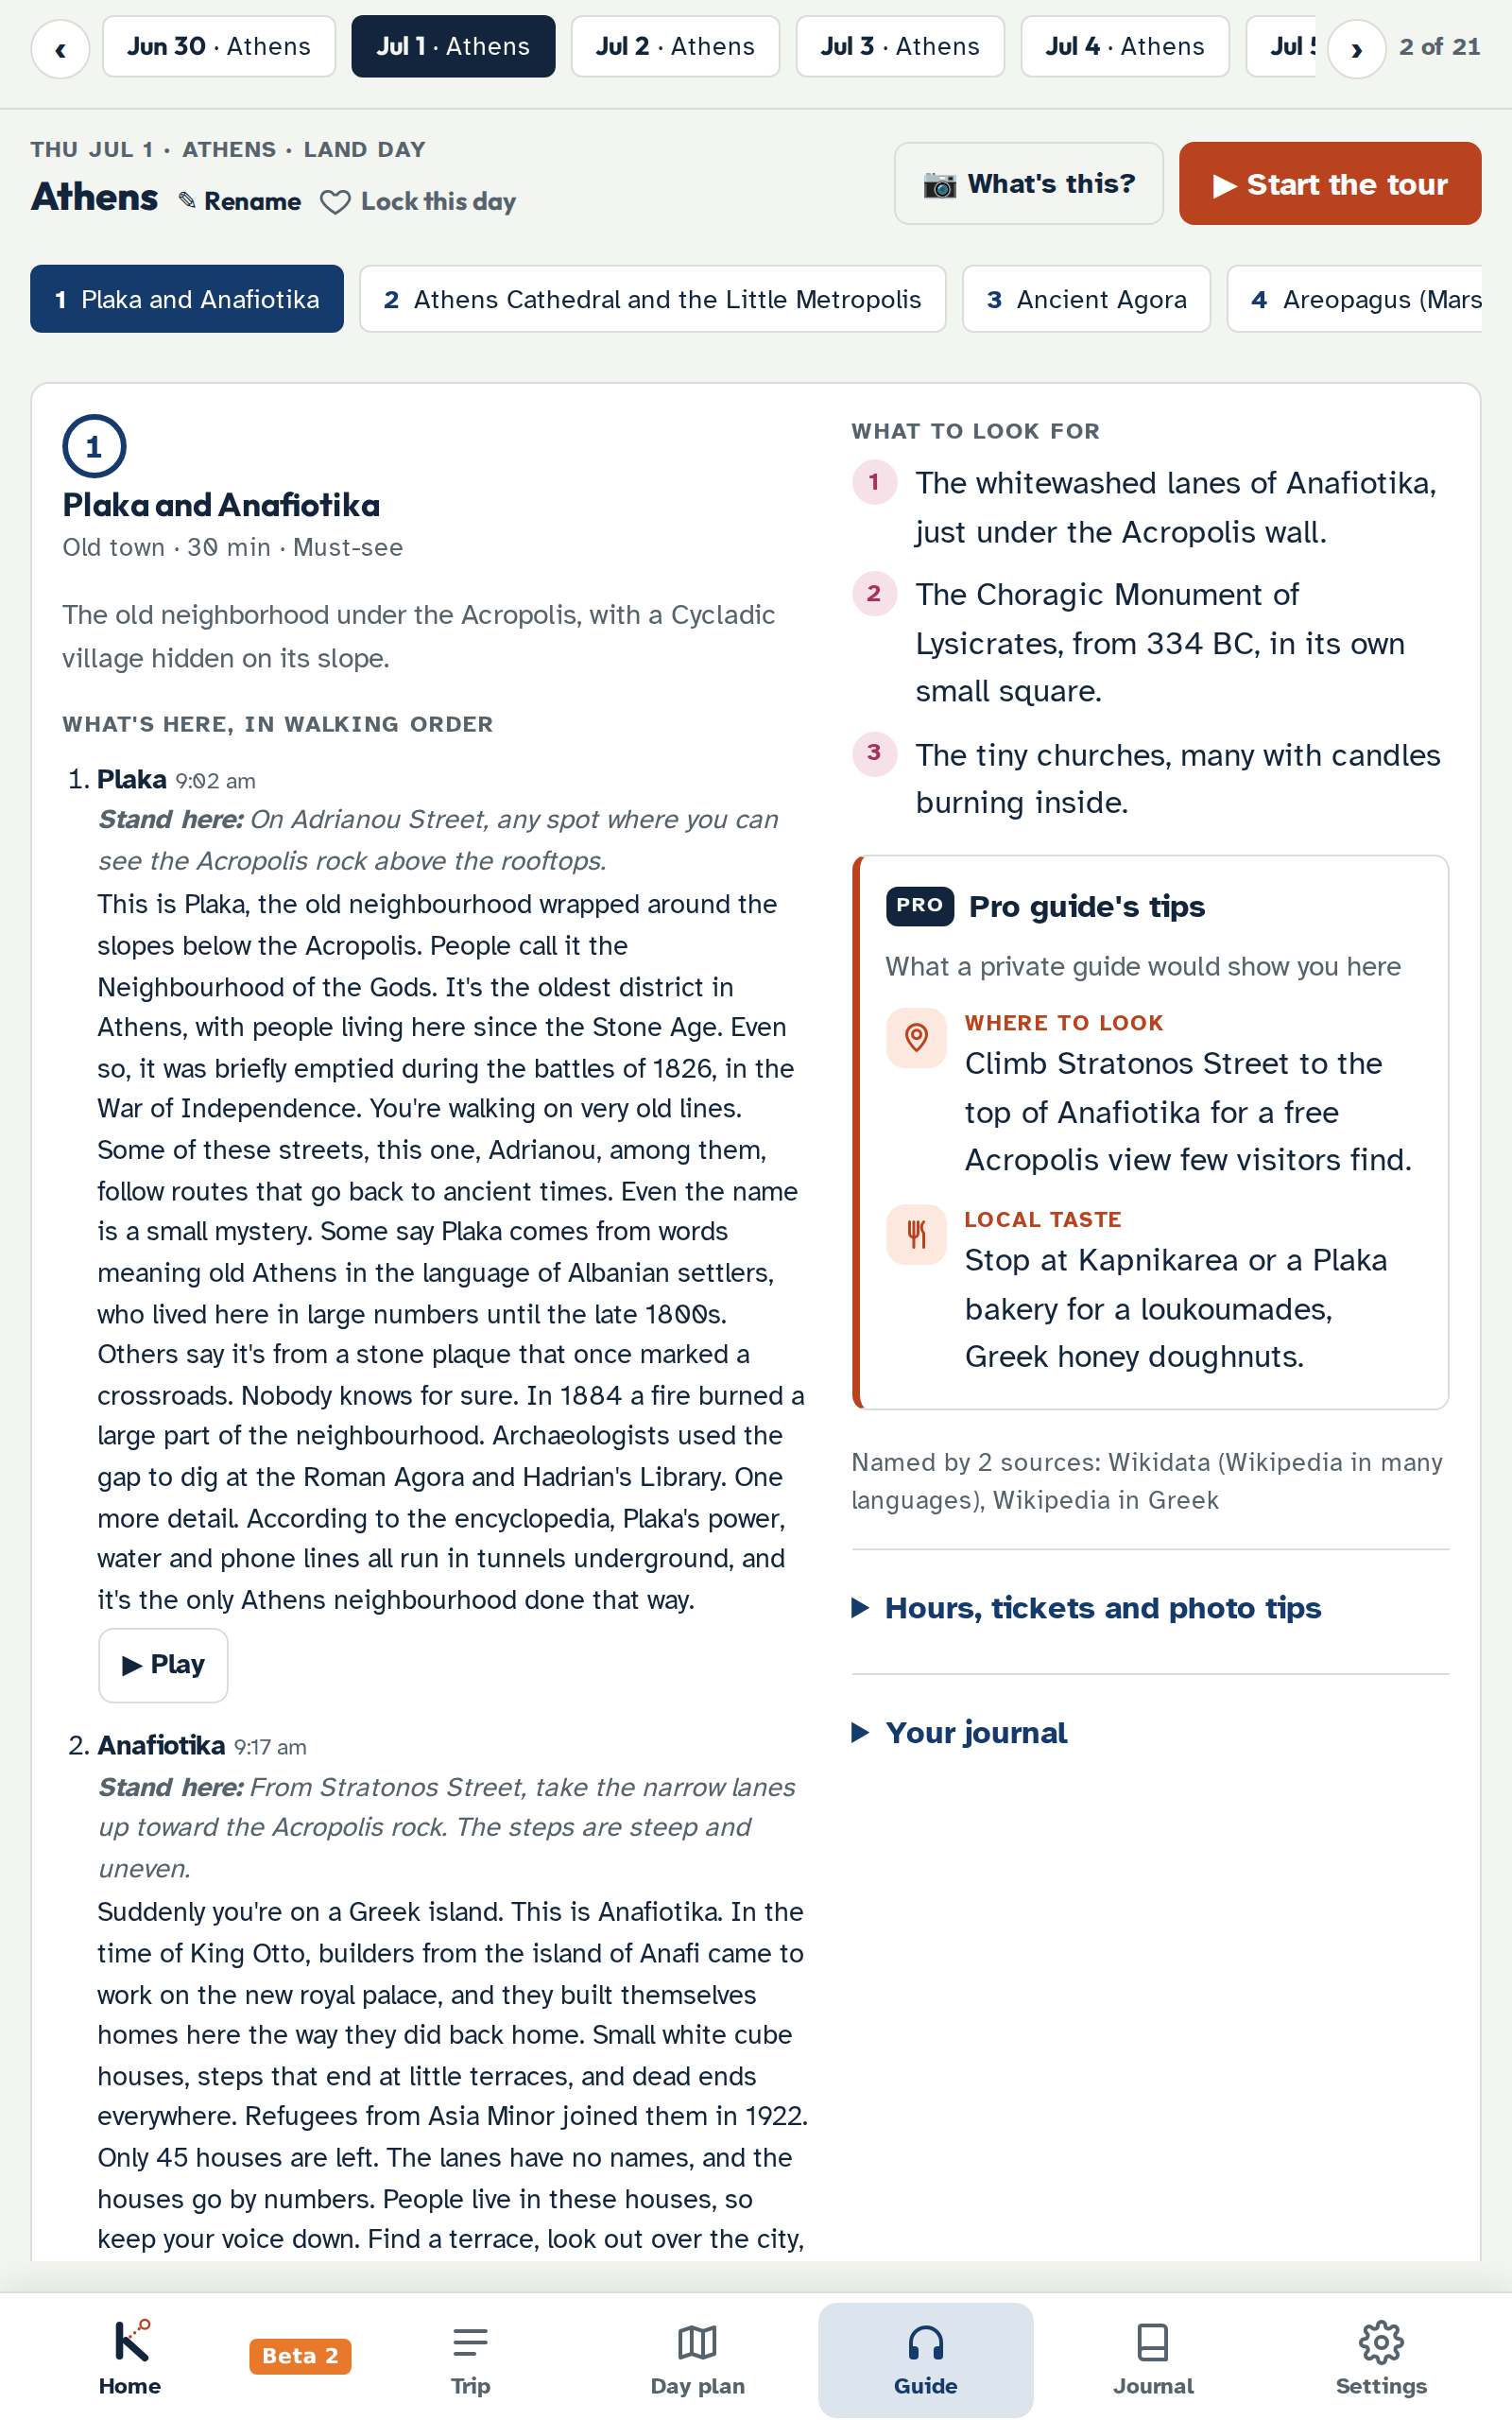 ‹
Jun 30 · Athens
Jul 1 · Athens
Jul 2 · Athens
Jul 3 · Athens
Jul 4 · Athens
Jul
›
2 of 21
THU JUL 1 · ATHENS · LAND DAY
Athens ✎ Rename Lock this day
📷 What's this?
▶ Start the tour
1 Plaka and Anafiotika
2 Athens Cathedral and the Little Metropolis
3 Ancient Agora
4 Areopagus (Mars
1
Plaka and Anafiotika
Old town · 30 min · Must-see
The old neighborhood under the Acropolis, with a Cycladic
village hidden on its slope.
WHAT'S HERE, IN WALKING ORDER
1. Plaka 9:02 am
Stand here: On Adrianou Street, any spot where you can
see the Acropolis rock above the rooftops.
This is Plaka, the old neighbourhood wrapped around the
slopes below the Acropolis. People call it the
Neighbourhood of the Gods. It's the oldest district in
Athens, with people living here since the Stone Age. Even
so, it was briefly emptied during the battles of 1826, in the
War of Independence. You're walking on very old lines.
Some of these streets, this one, Adrianou, among them,
follow routes that go back to ancient times. Even the name
is a small mystery. Some say Plaka comes from words
meaning old Athens in the language of Albanian settlers,
who lived here in large numbers until the late 1800s.
Others say it's from a stone plaque that once marked a
crossroads. Nobody knows for sure. In 1884 a fire burned a
large part of the neighbourhood. Archaeologists used the
gap to dig at the Roman Agora and Hadrian's Library. One
more detail. According to the encyclopedia, Plaka's power,
water and phone lines all run in tunnels underground, and
it's the only Athens neighbourhood done that way.
▶ Play
2. Anafiotika 9:17 am
Stand here: From Stratonos Street, take the narrow lanes
up toward the Acropolis rock. The steps are steep and
uneven.
Suddenly you're on a Greek island. This is Anafiotika. In the
time of King Otto, builders from the island of Anafi came to
work on the new royal palace, and they built themselves
homes here the way they did back home. Small white cube
houses, steps that end at little terraces, and dead ends
everywhere. Refugees from Asia Minor joined them in 1922.
Only 45 houses are left. The lanes have no names, and the
houses go by numbers. People live in these houses, so
keep your voice down. Find a terrace, look out over the city,
WHAT TO LOOK FOR
1 The whitewashed lanes of Anafiotika,
just under the Acropolis wall.
2 The Choragic Monument of
Lysicrates, from 334 BC, in its own
small square.
3 The tiny churches, many with candles
burning inside.
PRO Pro guide's tips
What a private guide would show you here
WHERE TO LOOK
Climb Stratonos Street to the
top of Anafiotika for a free
Acropolis view few visitors find.
LOCAL TASTE
Stop at Kapnikarea or a Plaka
bakery for a loukoumades,
Greek honey doughnuts.
Named by 2 sources: Wikidata (Wikipedia in many
languages), Wikipedia in Greek
▶ Hours, tickets and photo tips
▶ Your journal
Home
Beta 2
Trip
Day plan
Guide
Journal
Settings